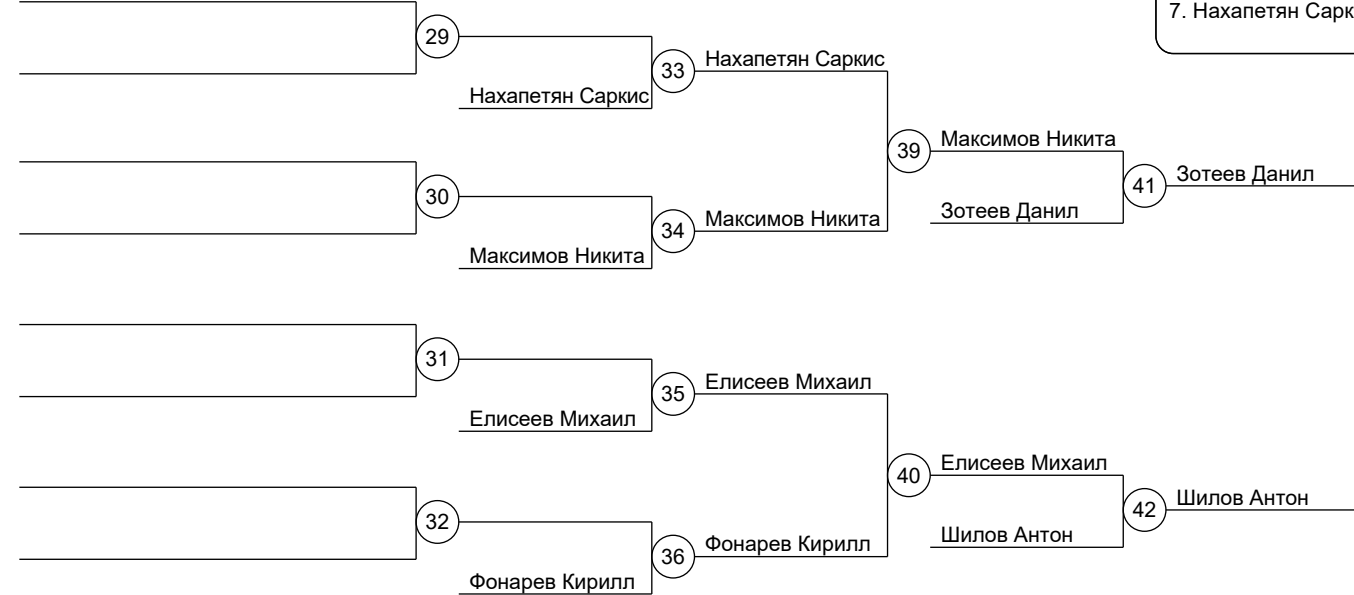 7. Нахапетян Сарк
29
33
Нахапетян Саркис
Нахапетян Саркис
39
Максимов Никита
41
Зотеев Данил
30
34
Максимов Никита
Зотеев Данил
Максимов Никита
31
35
Елисеев Михаил
Елисеев Михаил
40
Елисеев Михаил
42
Шилов Антон
32
36
Фонарев Кирилл
Шилов Антон
Фонарев Кирилл